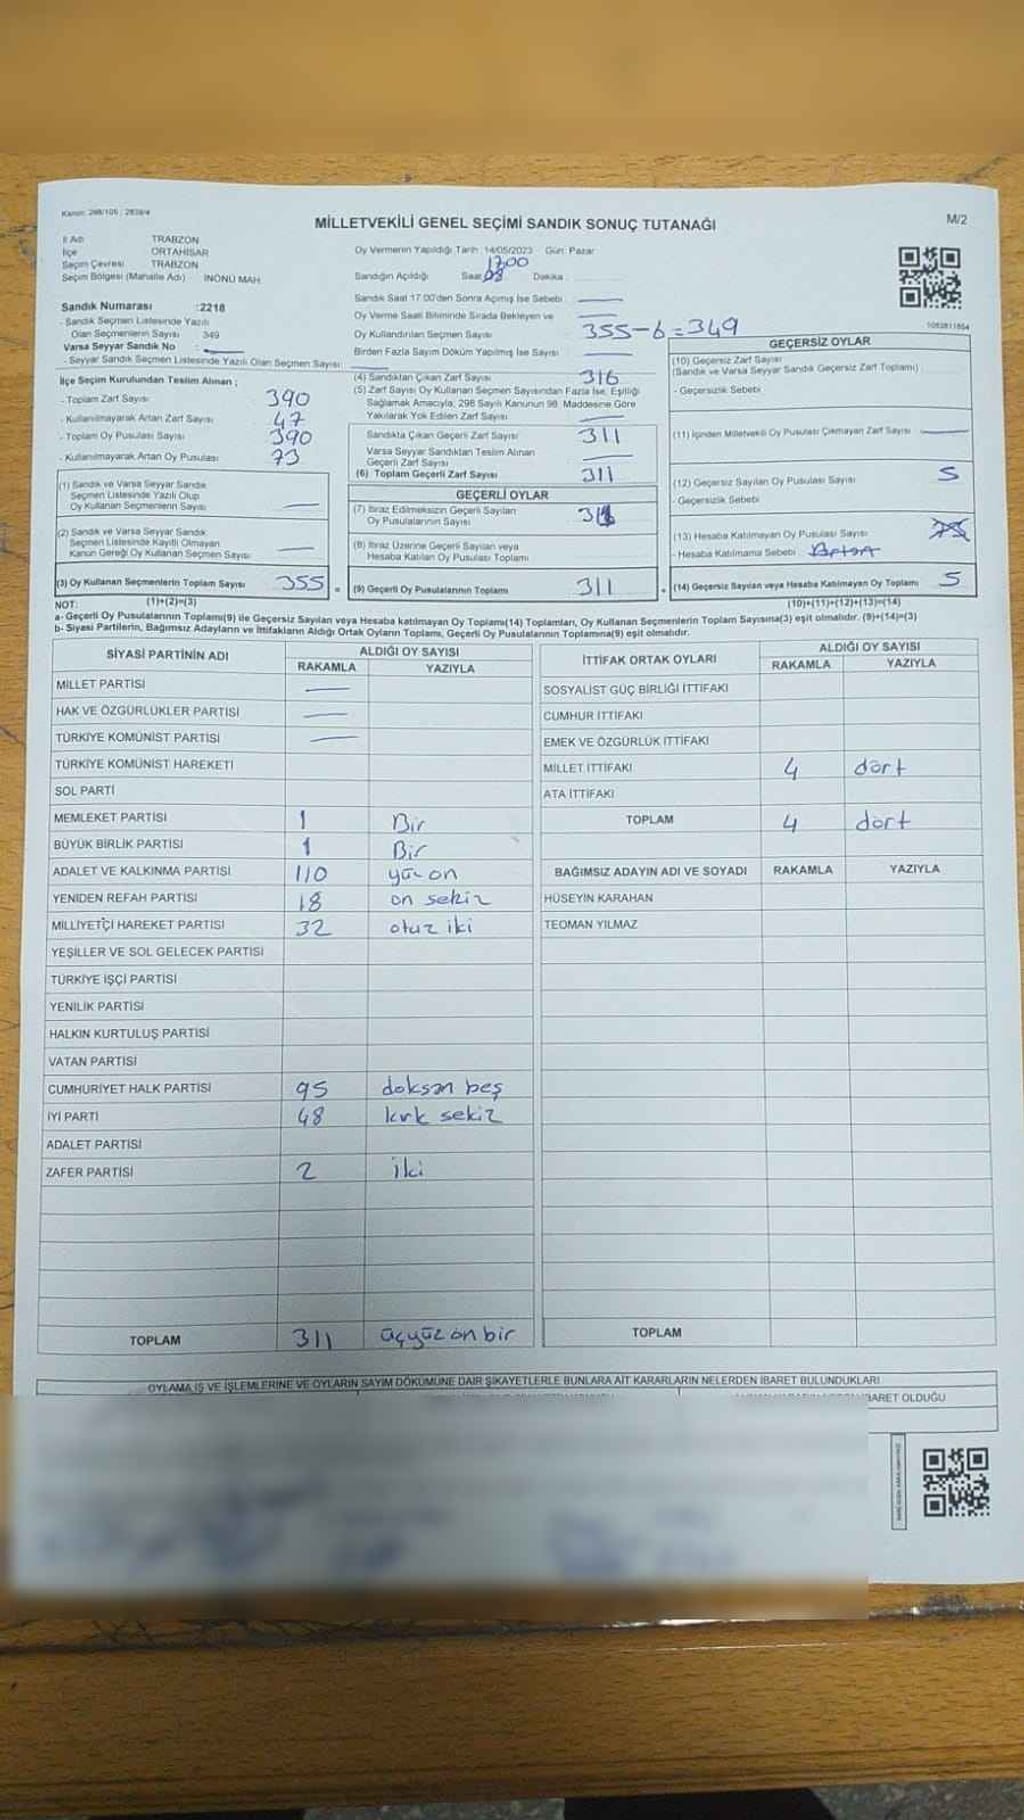 Kanun: 298/105 ; 2839/4
MİLLETVEKİLİ GENEL SEÇİMİ SANDIK SONUÇ TUTANAĞI
M/2
İl Adı TRABZON
İlçe ORTAHİSAR
Seçim Çevresi TRABZON
Seçim Bölgesi (Mahalle Adı) İNÖNÜ MAH.
Sandık Numarası :2218
- Sandık Seçmen Listesinde Yazılı
Olan Seçmenlerin Sayısı 349
Varsa Seyyar Sandık No :
- Seyyar Sandık Seçmen Listesinde Yazılı Olan Seçmen Sayısı:
İlçe Seçim Kurulundan Teslim Alınan ;
- Toplam Zarf Sayısı 390
- Kullanılmayarak Artan Zarf Sayısı 47
- Toplam Oy Pusulası Sayısı 390
- Kullanılmayarak Artan Oy Pusulası 73
(1) Sandık ve Varsa Seyyar Sandık
Seçmen Listesinde Yazılı Olup
Oy Kullanan Seçmenlerin Sayısı
(2) Sandık ve Varsa Seyyar Sandık
Seçmen Listesinde Kayıtlı Olmayan
Kanun Gereği Oy Kullanan Seçmen Sayısı
(3) Oy Kullanan Seçmenlerin Toplam Sayısı 355
(1)+(2)=(3)
Oy Vermenin Yapıldığı Tarih: 14/05/2023 Gün: Pazar
17:00
Sandığın Açıldığı Saat: Dakika:
Sandık Saat 17.00'den Sonra Açılmış İse Sebebi
Oy Verme Saati Bitiminde Sırada Bekleyen ve
Oy Kullandırılan Seçmen Sayısı 355-6=349
Birden Fazla Sayım Döküm Yapılmış İse Sayısı
(4) Sandıktan Çıkan Zarf Sayısı 316
(5) Zarf Sayısı Oy Kullanan Seçmen Sayısından Fazla İse, Eşitliği
Sağlamak Amacıyla, 298 Sayılı Kanunun 98. Maddesine Göre
Yakılarak Yok Edilen Zarf Sayısı
Sandıkta Çıkan Geçerli Zarf Sayısı 311
Varsa Seyyar Sandıktan Teslim Alınan
Geçerli Zarf Sayısı
(6) Toplam Geçerli Zarf Sayısı 311
GEÇERLİ OYLAR
(7) İtiraz Edilmeksizin Geçerli Sayılan
Oy Pusulalarının Sayısı 311
(8) İtiraz Üzerine Geçerli Sayılan veya
Hesaba Katılan Oy Pusulası Toplamı
(9) Geçerli Oy Pusulalarının Toplamı 311
1083811854
GEÇERSİZ OYLAR
(10) Geçersiz Zarf Sayısı
(Sandık ve Varsa Seyyar Sandık Geçersiz Zarf Toplamı)
- Geçersizlik Sebebi
(11) İçinden Milletvekili Oy Pusulası Çıkmayan Zarf Sayısı
(12) Geçersiz Sayılan Oy Pusulası Sayısı 5
- Geçersizlik Sebebi
(13) Hesaba Katılmayan Oy Pusulası Sayısı
- Hesaba Katılmama Sebebi
(14) Geçersiz Sayılan veya Hesaba Katılmayan Oy Toplamı 5
(10)+(11)+(12)+(13)=(14)
NOT:
a- Geçerli Oy Pusulalarının Toplamı(9) ile Geçersiz Sayılan veya Hesaba katılmayan Oy Toplamı(14) Toplamları, Oy Kullanan Seçmenlerin Toplam Sayısına(3) eşit olmalıdır. (9)+(14)=(3)
b- Siyasi Partilerin, Bağımsız Adayların ve İttifakların Aldığı Ortak Oyların Toplamı, Geçerli Oy Pusulalarının Toplamına(9) eşit olmalıdır.
SİYASİ PARTİNİN ADI ALDIĞI OY SAYISI
RAKAMLA YAZIYLA
MİLLET PARTİSİ
HAK VE ÖZGÜRLÜKLER PARTİSİ
TÜRKİYE KOMÜNİST PARTİSİ
TÜRKİYE KOMÜNİST HAREKETİ
SOL PARTİ
MEMLEKET PARTİSİ 1 Bir
BÜYÜK BİRLİK PARTİSİ 1 Bir
ADALET VE KALKINMA PARTİSİ 110 yüz on
YENİDEN REFAH PARTİSİ 18 on sekiz
MİLLİYETÇİ HAREKET PARTİSİ 32 otuz iki
YEŞİLLER VE SOL GELECEK PARTİSİ
TÜRKİYE İŞÇİ PARTİSİ
YENİLİK PARTİSİ
HALKIN KURTULUŞ PARTİSİ
VATAN PARTİSİ
CUMHURİYET HALK PARTİSİ 95 doksan beş
İYİ PARTİ 48 kırk sekiz
ADALET PARTİSİ
ZAFER PARTİSİ 2 iki
TOPLAM 311 üçyüz on bir
İTTİFAK ORTAK OYLARI ALDIĞI OY SAYISI
RAKAMLA YAZIYLA
SOSYALİST GÜÇ BİRLİĞİ İTTİFAKI
CUMHUR İTTİFAKI
EMEK VE ÖZGÜRLÜK İTTİFAKI
MİLLET İTTİFAKI 4 dört
ATA İTTİFAKI
TOPLAM 4 dört
BAĞIMSIZ ADAYIN ADI VE SOYADI RAKAMLA YAZIYLA
HÜSEYİN KARAHAN
TEOMAN YILMAZ
TOPLAM
OYLAMA İŞ VE İŞLEMLERİNE VE OYLARIN SAYIM DÖKÜMÜNE DAİR ŞİKAYETLERLE BUNLARA AİT KARARLARIN NELERDEN İBARET BULUNDUKLARI
İBARET OLDUĞU